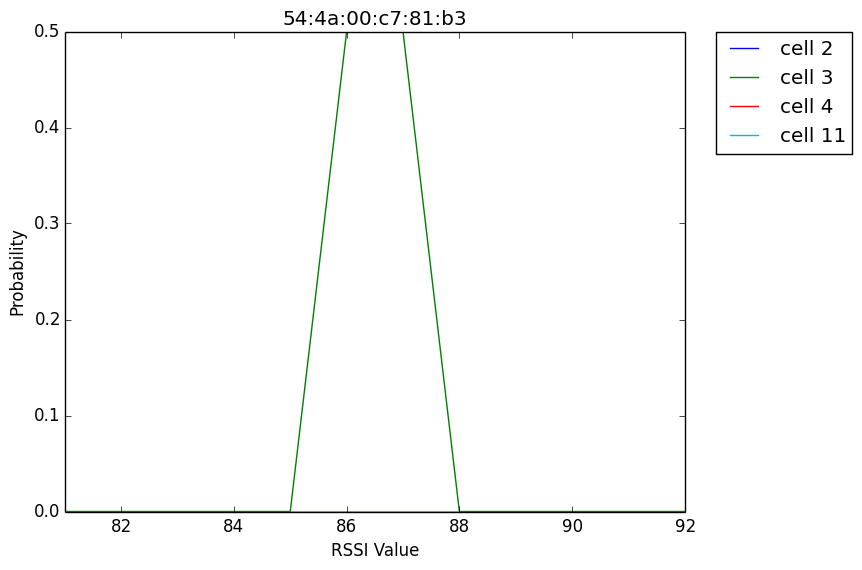 54:4a:00:c7:81:b3
0.5
0.4
0.3
0.2
0.1
0.0
Probability
82 84 86 88 90 92
RSSI Value
cell 2
cell 3
cell 4
cell 11